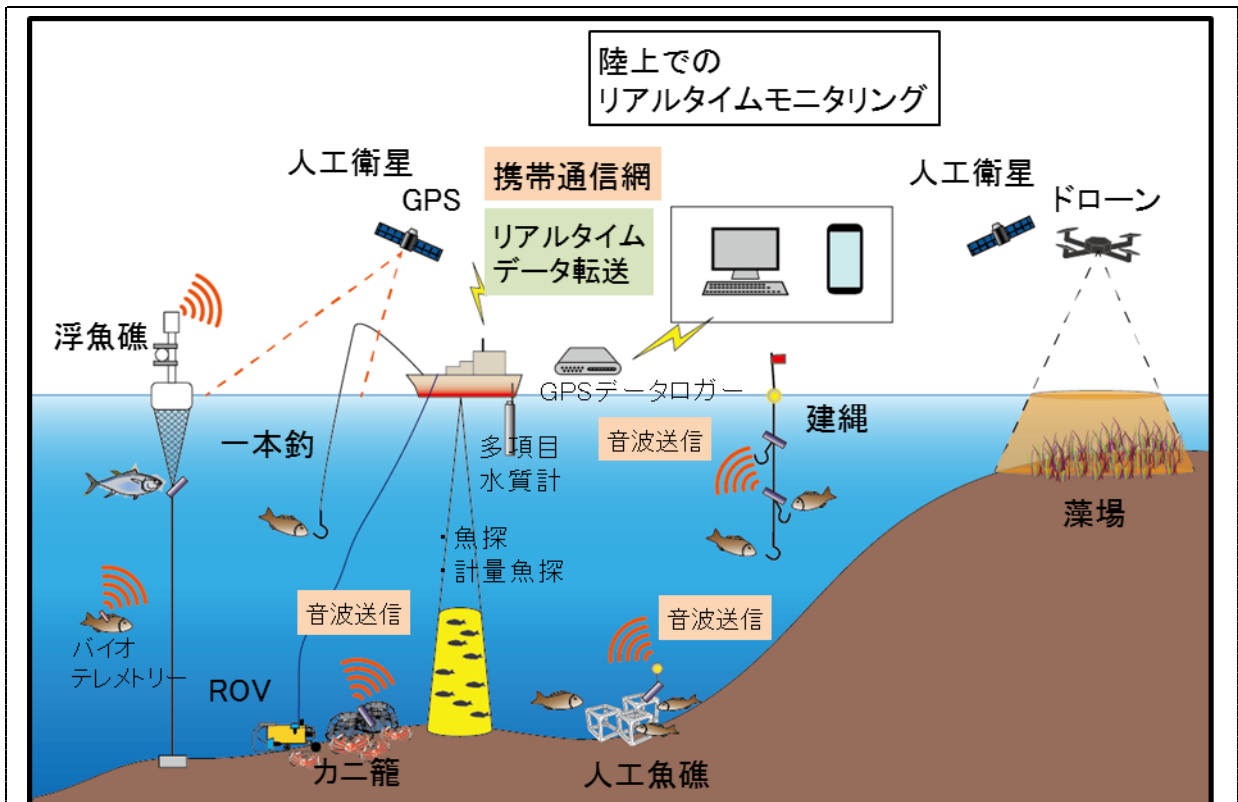 陸上での
リアルタイムモニタリング
人工衛星
GPS
携帯通信網
リアルタイム
データ転送
人工衛星
ドローン
浮魚礁
GPSデータロガー
一本釣
多項目
水質計
音波送信
建縄
藻場
・魚探
・計量魚探
音波送信
音波送信
バイオ
テレメトリー
ROV
カニ籠
人工魚礁